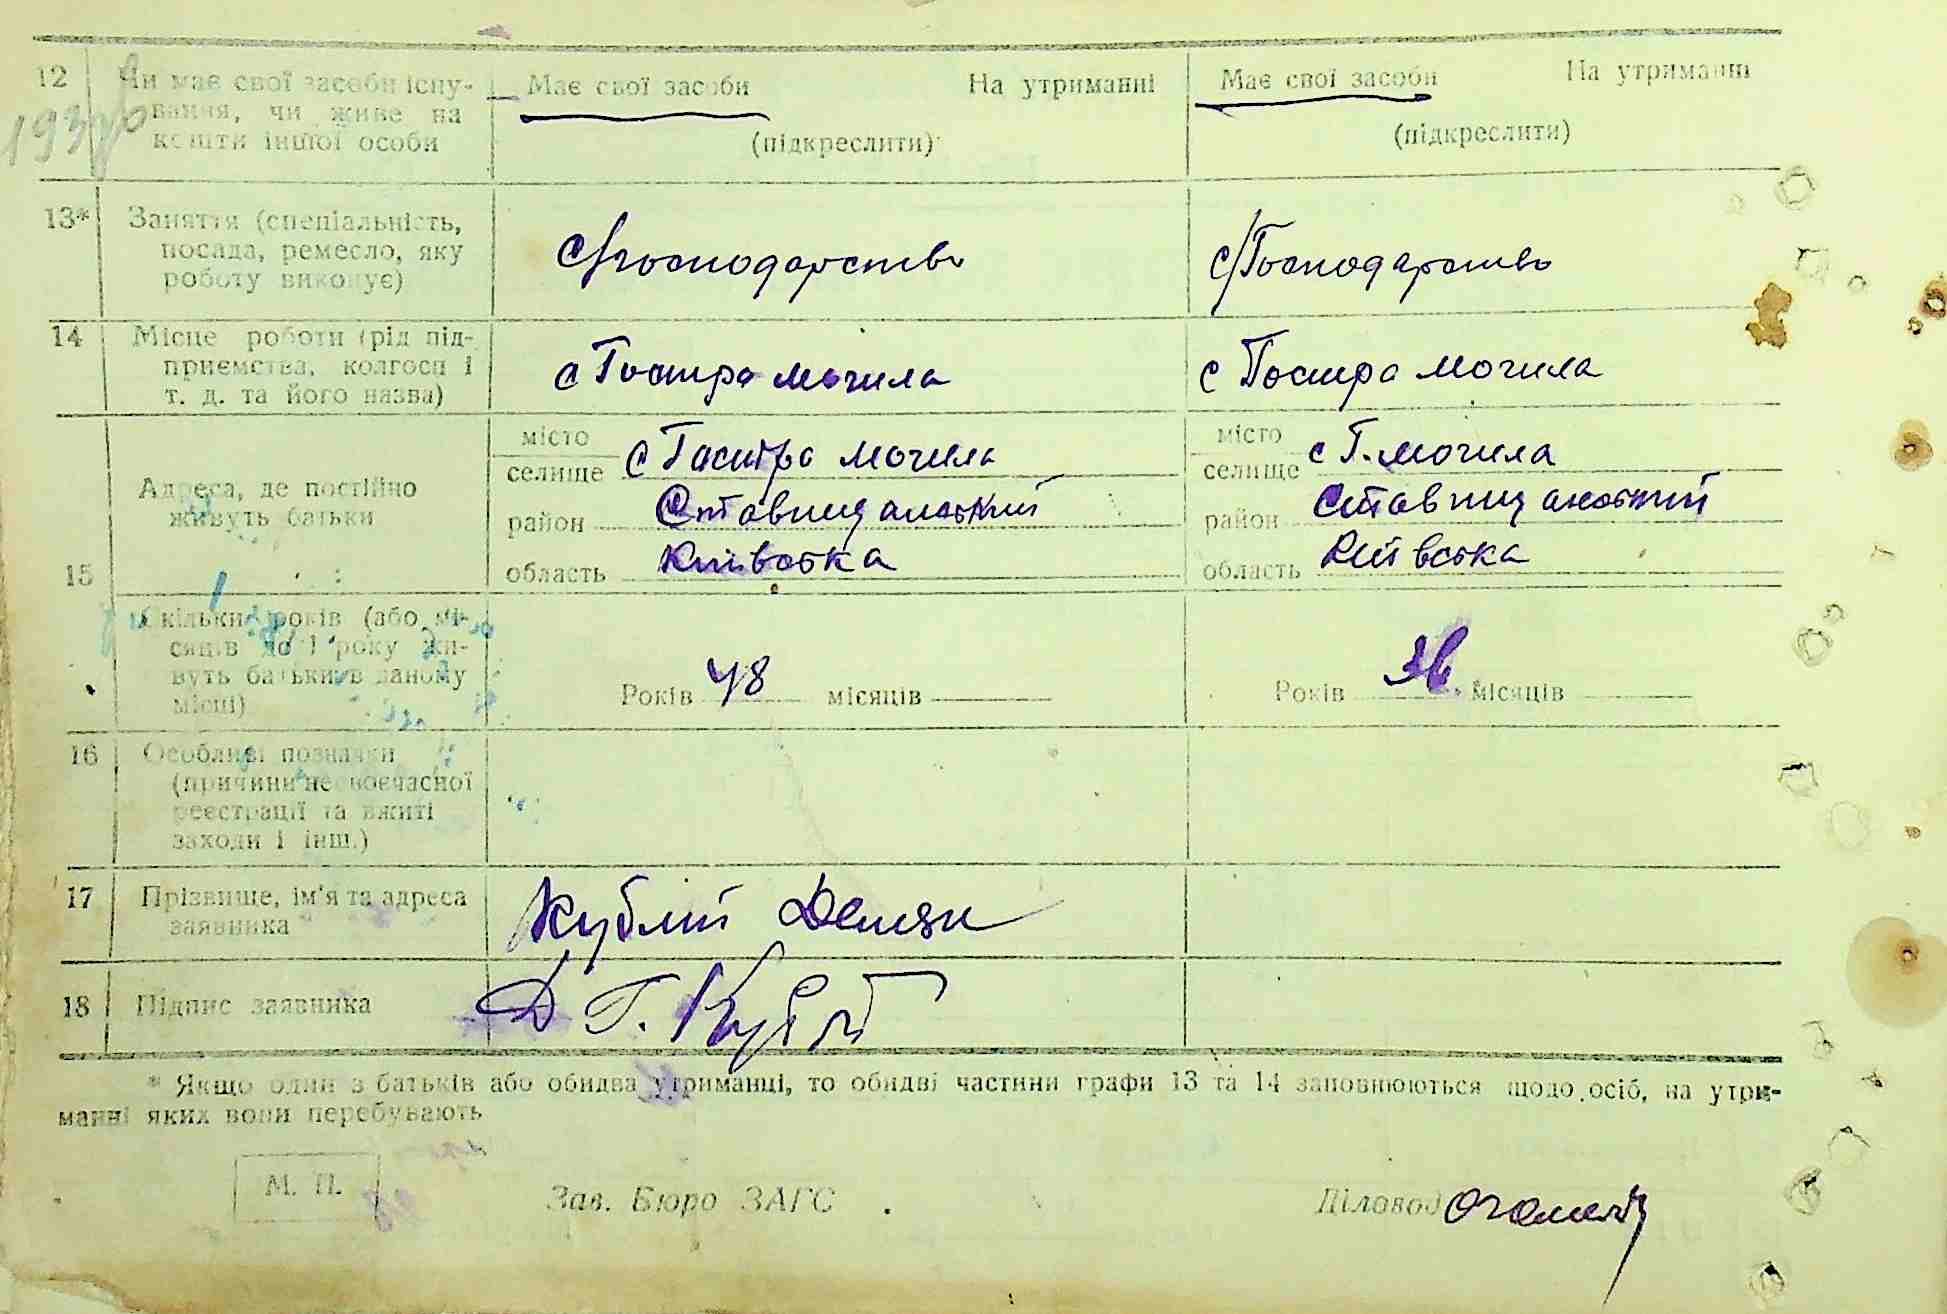 12 Чи має свої засоби існу-
вання, чи живе на
кошти іншої особи
Має свої засоби На утриманні
(підкреслити)
Має свої засоби На утриманні
(підкреслити)
13* Заняття (спеціальність,
посада, ремесло, яку
роботу виконує)
с/господарство
с/Господарство
14 Місце роботи (рід під-
приємства, колгосп і
т. д. та його назва)
с Гостра могила
с Гостра могила
15 Адреса, де постійно
живуть батьки
місто
селище с Гостра могила
район Ставищанський
область Київська
місто
селище с Г. могила
район Ставищанський
область Київська
Скільки років (або мі-
сяців до 1 року жи-
вуть батьки в даному
місці)
Років 48 місяців
Років місяців
16 Особливі позначки
(причини несвоєчасної
реєстрації та вжиті
заходи і інш.)
17 Прізвище, ім'я та адреса
заявника
Кублій Демян
18 Підпис заявника
Д Г. Кублій
* Якщо один з батьків або обидва утриманці, то обидві частини графи 13 та 14 заповнюються щодо осіб, на утри-
манні яких вони перебувають
М. П.
Зав. Бюро ЗАГС
Діловод